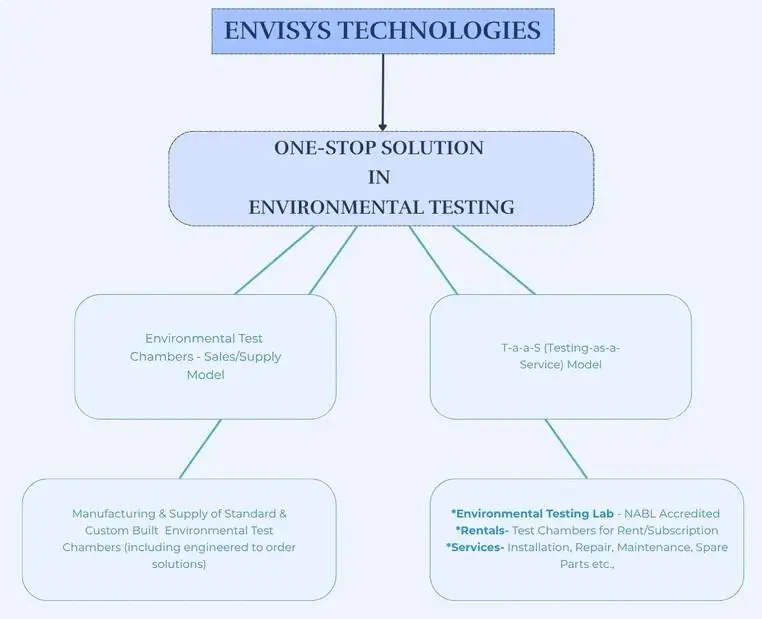 ENVISYS TECHNOLOGIES
ONE-STOP SOLUTION
IN
ENVIRONMENTAL TESTING
Environmental Test
Chambers - Sales/Supply
Model
T-a-a-S (Testing-as-a-
Service) Model
Manufacturing & Supply of Standard &
Custom Built Environmental Test
Chambers (including engineered to order
solutions)
*Environmental Testing Lab - NABL Accredited
*Rentals- Test Chambers for Rent/Subscription
*Services- Installation, Repair, Maintenance, Spare
Parts etc.,